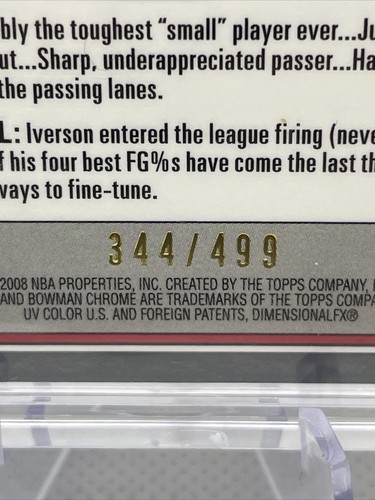 bly the toughest "small" player ever...Ju
ut...Sharp, underappreciated passer...Ha
the passing lanes.
L: Iverson entered the league firing (neve
f his four best FG%s have come the last th
ways to fine-tune.
344/499
2008 NBA PROPERTIES, INC. CREATED BY THE TOPPS COMPANY, I
AND BOWMAN CHROME ARE TRADEMARKS OF THE TOPPS COMPA
UV COLOR U.S. AND FOREIGN PATENTS, DIMENSIONALFX®